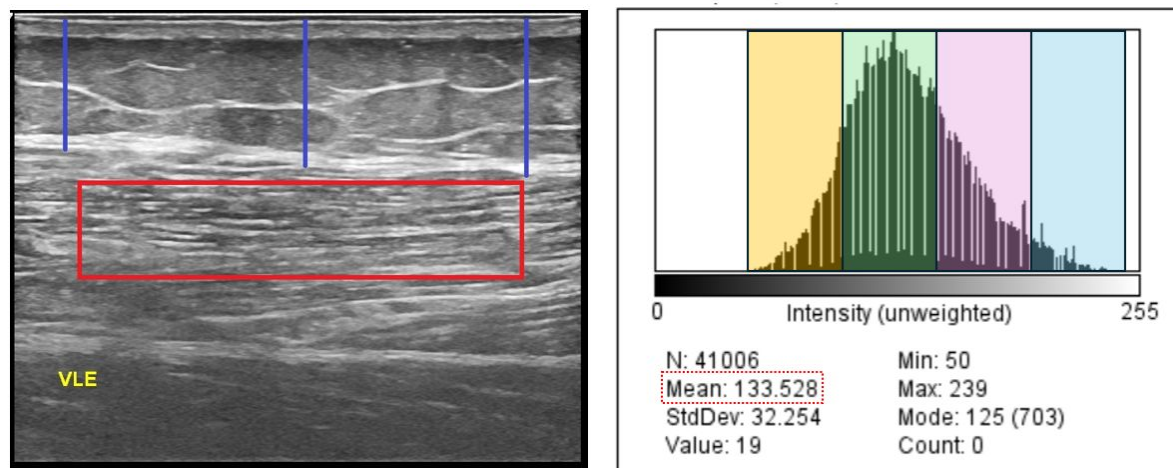 VLE
0 Intensity (unweighted) 255
N: 41006 Min: 50
Mean: 133.528 Max: 239
StdDev: 32.254 Mode: 125 (703)
Value: 19 Count: 0